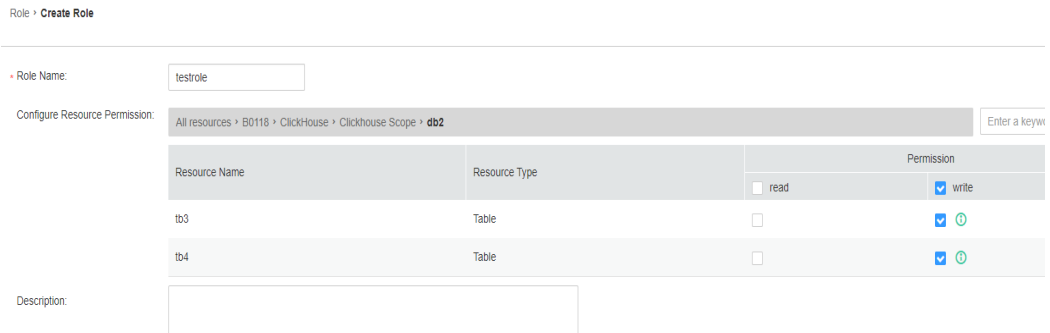 Role > Create Role
* Role Name:
testrole
Configure Resource Permission:
All resources > B0118 > ClickHouse > Clickhouse Scope > db2
Enter a keywo
Resource Name
Resource Type
Permission
read
write
tb3
Table
tb4
Table
Description: